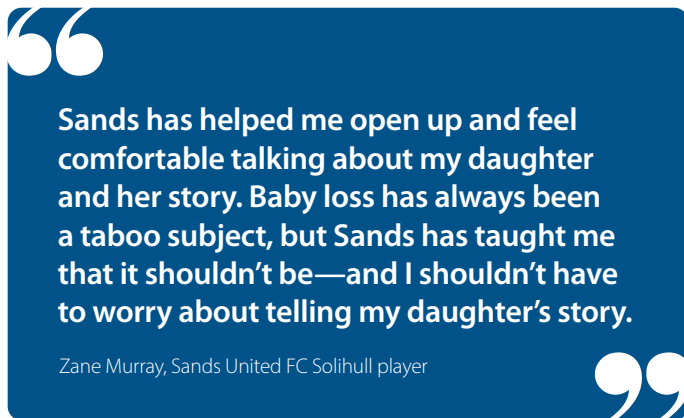 Sands has helped me open up and feel
comfortable talking about my daughter
and her story. Baby loss has always been
a taboo subject, but Sands has taught me
that it shouldn’t be—and I shouldn’t have
to worry about telling my daughter’s story.
Zane Murray, Sands United FC Solihull player